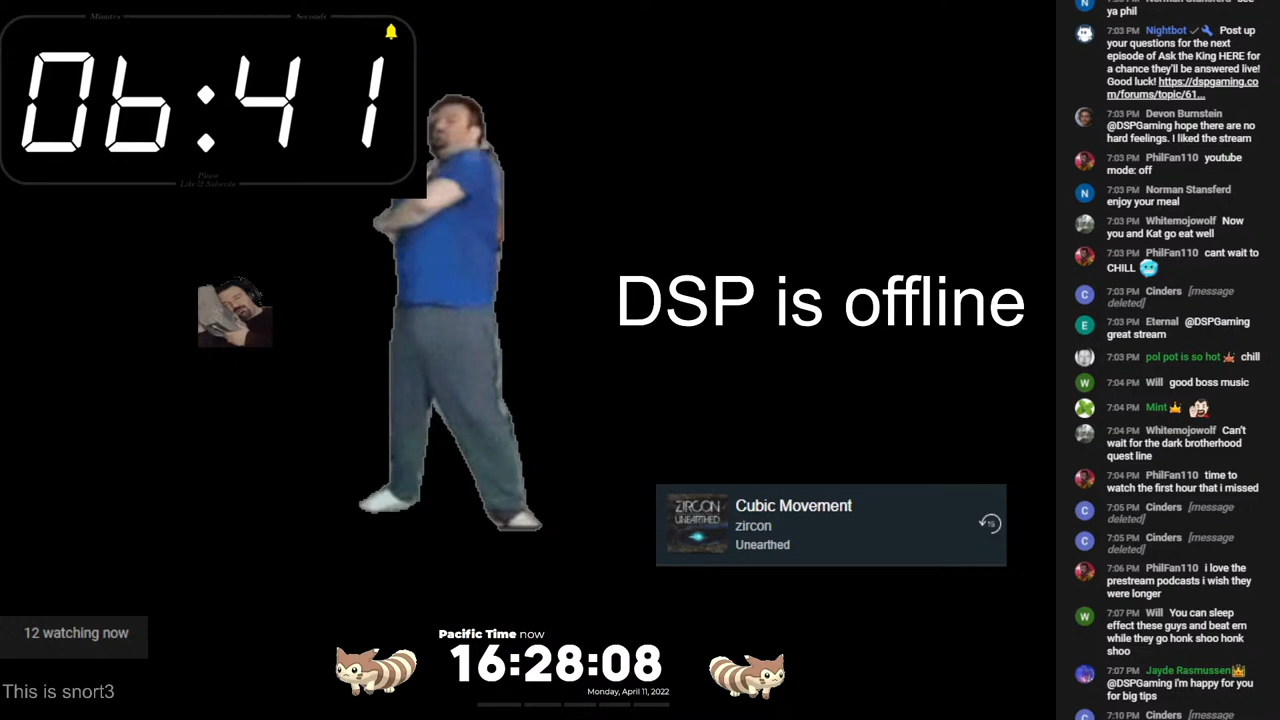 Minutes
Seconds
06:41
Please
Like & Subscribe
DSP is offline
ZIRCON
UNEARTHED
Cubic Movement
zircon
Unearthed
15
12 watching now
This is snort3
Pacific Time now
16:28:08
Monday, April 11, 2022
ya phil
7:03 PM Nightbot Post up
your questions for the next
episode of Ask the King HERE for
a chance they'll be answered live!
Good luck! https://dspgaming.co
m/forums/topic/61...
7:03 PM Devon Burnstein
@DSPGaming hope there are no
hard feelings. I liked the stream
7:03 PM PhilFan110 youtube
mode: off
N
7:03 PM Norman Stansferd
enjoy your meal
7:03 PM Whitemojowolf Now
you and Kat go eat well
7:03 PM PhilFan110 cant wait to
CHILL
C
7:03 PM Cinders [message
deleted]
E
7:03 PM Eternal @DSPGaming
great stream
7:03 PM pol pot is so hot chill
W
7:04 PM Will good boss music
7:04 PM Mint
7:04 PM Whitemojowolf Can't
wait for the dark brotherhood
quest line
7:04 PM PhilFan110 time to
watch the first hour that i missed
C
7:05 PM Cinders [message
deleted]
C
7:05 PM Cinders [message
deleted]
7:06 PM PhilFan110 i love the
prestream podcasts i wish they
were longer
W
7:07 PM Will You can sleep
effect these guys and beat em
while they go honk shoo honk
shoo
7:07 PM Jayde Rasmussen
@DSPGaming i'm happy for you
for big tips
C
7:10 PM Cinders [message